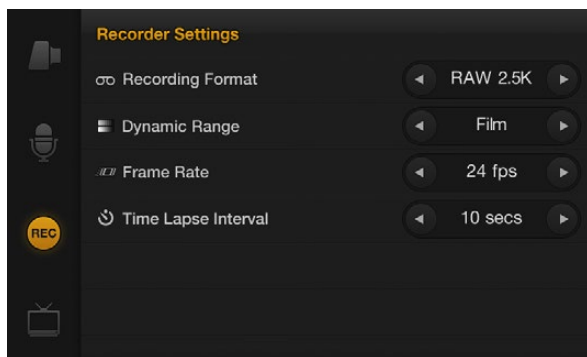 Recorder Settings
Recording Format RAW 2.5K
Dynamic Range Film
Frame Rate 24 fps
REC Time Lapse Interval 10 secs